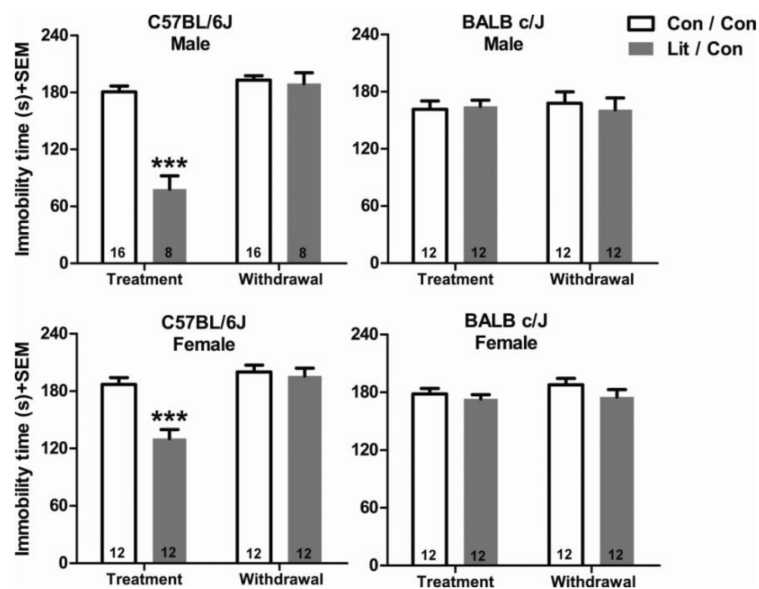 C57BL/6J
Male
BALB c/J
Male
Con / Con
Lit / Con
Immobility time (s)+SEM
240
180
120
60
0
***
16
8
16
8
Treatment
Withdrawal
240
180
120
60
0
12
12
12
12
Treatment
Withdrawal
C57BL/6J
Female
BALB c/J
Female
Immobility time (s)+SEM
240
180
120
60
0
***
12
12
12
12
Treatment
Withdrawal
240
180
120
60
0
12
12
12
12
Treatment
Withdrawal